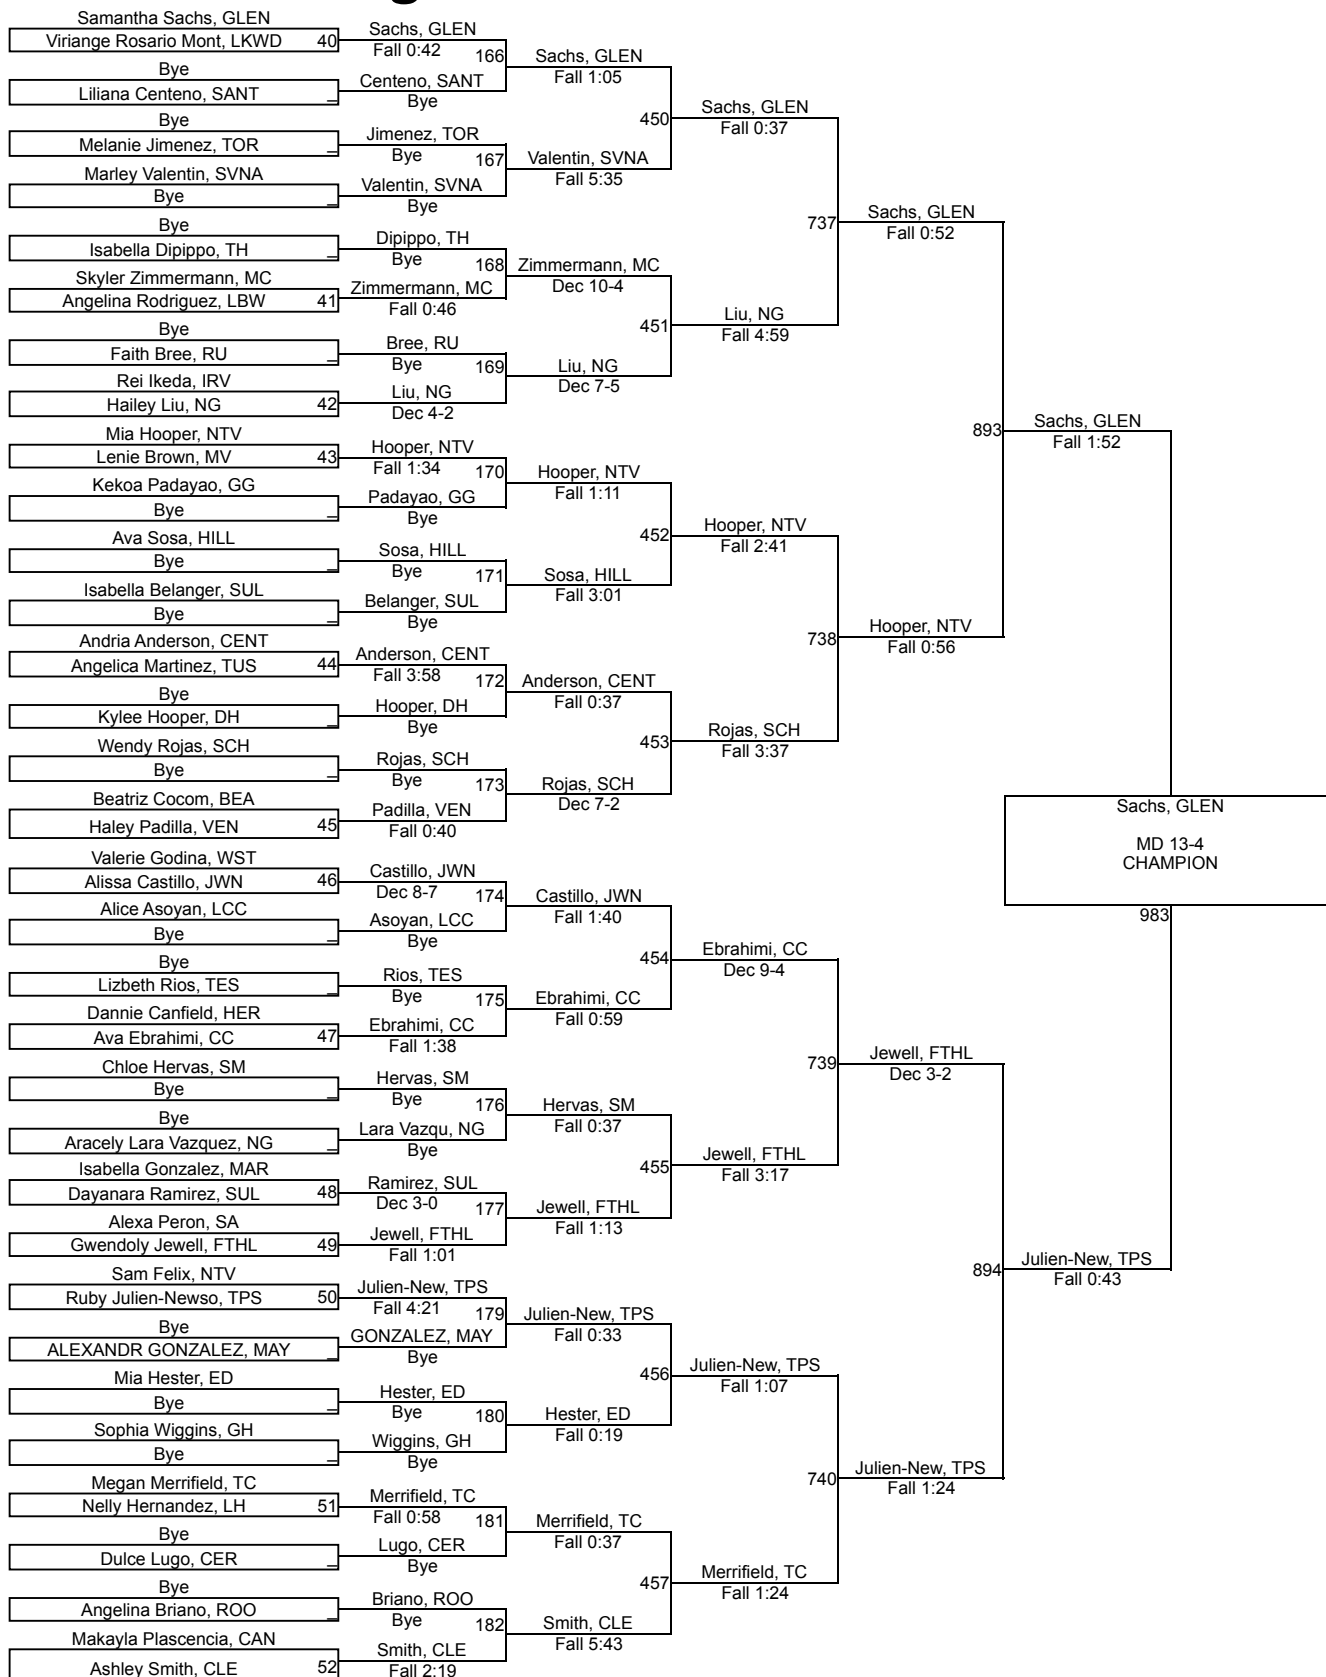 Samantha Sachs, GLEN
Viriange Rosario Mont, LKWD 40
Bye
Liliana Centeno, SANT _
Bye
Melanie Jimenez, TOR _
Marley Valentin, SVNA
Bye _
Bye
Isabella Dipippo, TH _
Skyler Zimmermann, MC
Angelina Rodriguez, LBW 41
Bye
Faith Bree, RU _
Rei Ikeda, IRV
Hailey Liu, NG 42
Mia Hooper, NTV
Lenie Brown, MV 43
Kekoa Padayao, GG
Bye _
Ava Sosa, HILL
Bye _
Isabella Belanger, SUL
Bye _
Andria Anderson, CENT
Angelica Martinez, TUS 44
Bye
Kylee Hooper, DH _
Wendy Rojas, SCH
Bye _
Beatriz Cocom, BEA
Haley Padilla, VEN 45
Valerie Godina, WST
Alissa Castillo, JWN 46
Alice Asoyan, LCC
Bye _
Bye
Lizbeth Rios, TES _
Dannie Canfield, HER
Ava Ebrahimi, CC 47
Chloe Hervas, SM
Bye _
Bye
Aracely Lara Vazquez, NG _
Isabella Gonzalez, MAR
Dayanara Ramirez, SUL 48
Alexa Peron, SA
Gwendoly Jewell, FTHL 49
Sam Felix, NTV
Ruby Julien-Newso, TPS 50
Bye
ALEXANDR GONZALEZ, MAY _
Mia Hester, ED
Bye _
Sophia Wiggins, GH
Bye _
Megan Merrifield, TC
Nelly Hernandez, LH 51
Bye
Dulce Lugo, CER _
Bye
Angelina Briano, ROO _
Makayla Plascencia, CAN
Ashley Smith, CLE 52
Sachs, GLEN
Fall 0:42
166
Centeno, SANT
Bye
Jimenez, TOR
Bye
167
Valentin, SVNA
Bye
Dipippo, TH
Bye
168
Zimmermann, MC
Fall 0:46
Bree, RU
Bye
169
Liu, NG
Dec 4-2
Hooper, NTV
Fall 1:34
170
Padayao, GG
Bye
Sosa, HILL
Bye
171
Belanger, SUL
Bye
Anderson, CENT
Fall 3:58
172
Hooper, DH
Bye
Rojas, SCH
Bye
173
Padilla, VEN
Fall 0:40
Castillo, JWN
Dec 8-7
174
Asoyan, LCC
Bye
Rios, TES
Bye
175
Ebrahimi, CC
Fall 1:38
Hervas, SM
Bye
176
Lara Vazqu, NG
Bye
Ramirez, SUL
Dec 3-0
177
Jewell, FTHL
Fall 1:01
Julien-New, TPS
Fall 4:21
179
GONZALEZ, MAY
Bye
Hester, ED
Bye
180
Wiggins, GH
Bye
Merrifield, TC
Fall 0:58
181
Lugo, CER
Bye
Briano, ROO
Bye
182
Smith, CLE
Fall 2:19
Sachs, GLEN
Fall 1:05
450
Valentin, SVNA
Fall 5:35
Zimmermann, MC
Dec 10-4
451
Liu, NG
Dec 7-5
Hooper, NTV
Fall 1:11
452
Sosa, HILL
Fall 3:01
Anderson, CENT
Fall 0:37
453
Rojas, SCH
Dec 7-2
Castillo, JWN
Fall 1:40
454
Ebrahimi, CC
Fall 0:59
Hervas, SM
Fall 0:37
455
Jewell, FTHL
Fall 1:13
Julien-New, TPS
Fall 0:33
456
Hester, ED
Fall 0:19
Merrifield, TC
Fall 0:37
457
Smith, CLE
Fall 5:43
Sachs, GLEN
Fall 0:37
737
Liu, NG
Fall 4:59
Hooper, NTV
Fall 2:41
738
Rojas, SCH
Fall 3:37
Ebrahimi, CC
Dec 9-4
739
Jewell, FTHL
Fall 3:17
Julien-New, TPS
Fall 1:07
740
Merrifield, TC
Fall 1:24
Sachs, GLEN
Fall 0:52
893
Hooper, NTV
Fall 0:56
Jewell, FTHL
Dec 3-2
894
Julien-New, TPS
Fall 1:24
Sachs, GLEN
Fall 1:52
Julien-New, TPS
Fall 0:43
Sachs, GLEN
MD 13-4
CHAMPION
983